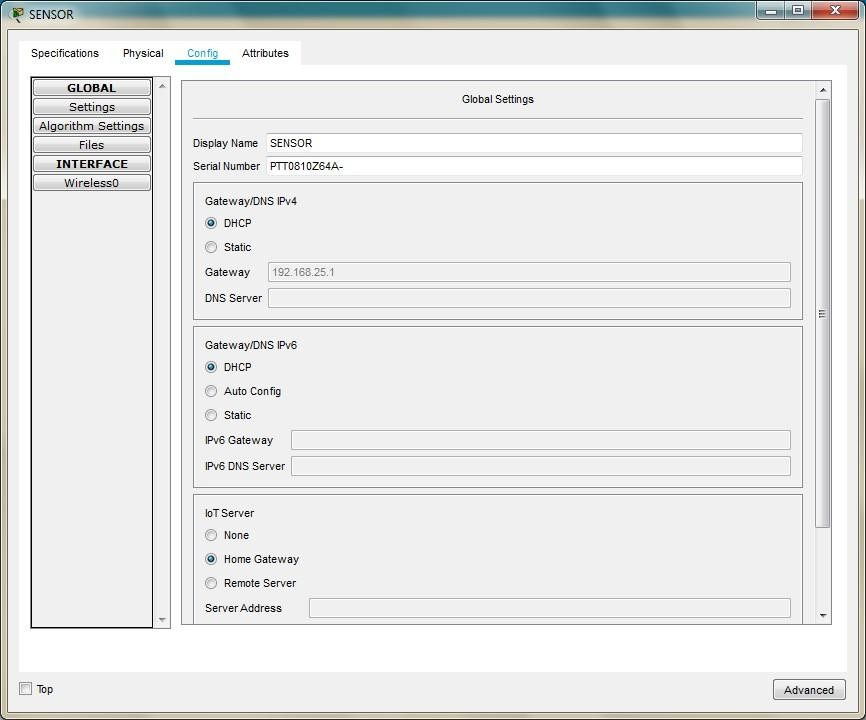 SENSOR
Specifications Physical Config Attributes
GLOBAL
Settings
Algorithm Settings
Files
INTERFACE
Wireless0
Global Settings
Display Name SENSOR
Serial Number PTT0810Z64A-
Gateway/DNS IPv4
DHCP
Static
Gateway 192.168.25.1
DNS Server
Gateway/DNS IPv6
DHCP
Auto Config
Static
IPv6 Gateway
IPv6 DNS Server
IoT Server
None
Home Gateway
Remote Server
Server Address
Top Advanced